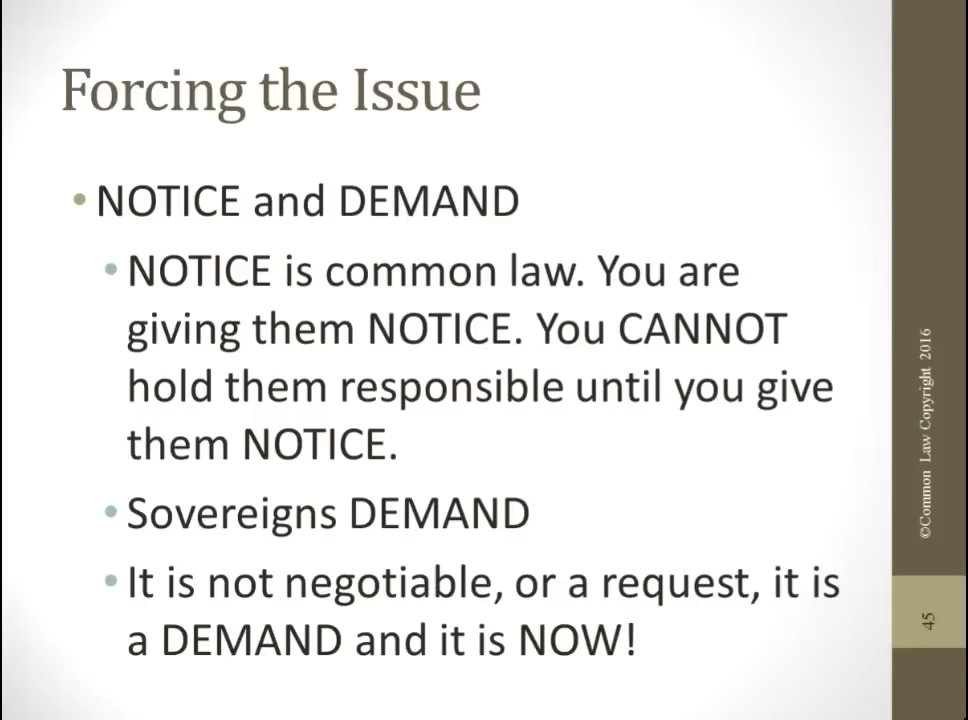 Forcing the Issue
• NOTICE and DEMAND
• NOTICE is common law. You are
giving them NOTICE. You CANNOT
hold them responsible until you give
them NOTICE.
• Sovereigns DEMAND
• It is not negotiable, or a request, it is
a DEMAND and it is NOW!
©Common Law Copyright 2016
45